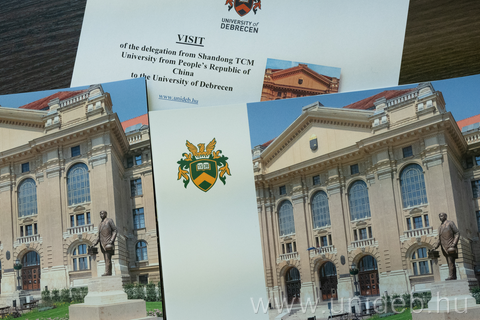 UNIVERSITY of
DEBRECEN
VISIT
of the delegation from Shandong TCM
University from People's Republic of
China
to the University of Debrecen
www.unideb.hu
www.unideb.hu